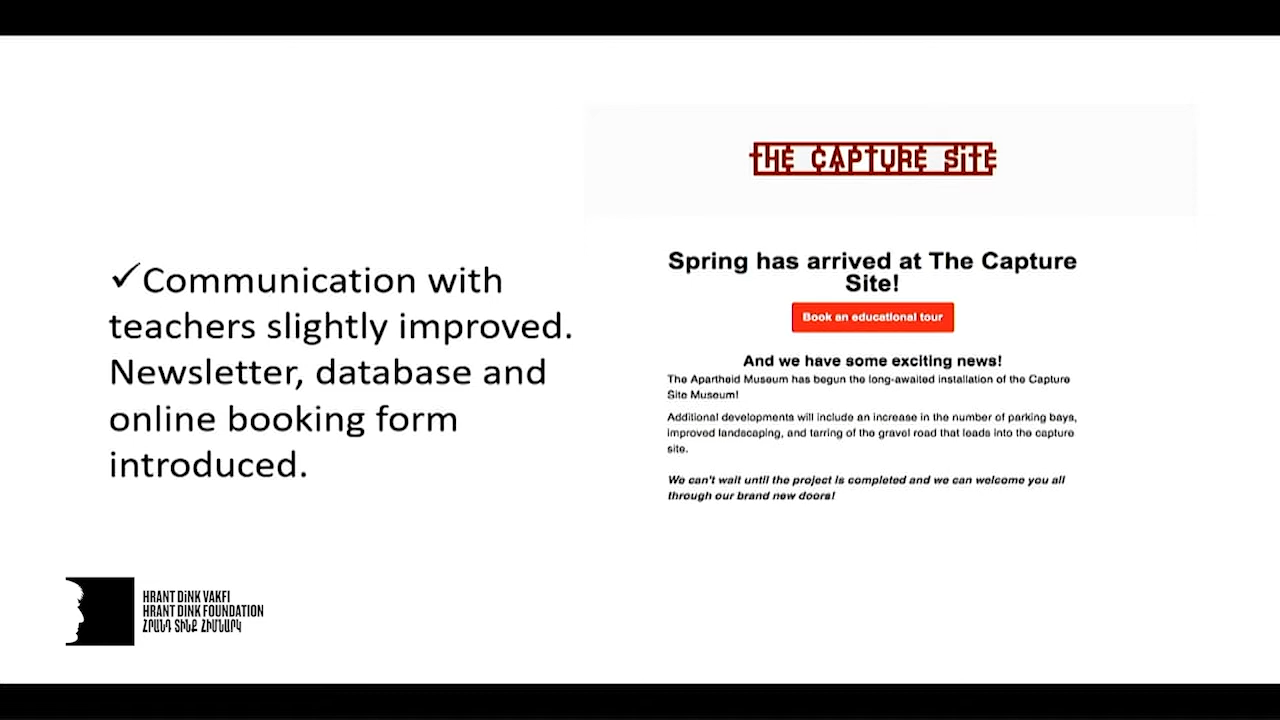 ✓Communication with
teachers slightly improved.
Newsletter, database and
online booking form
introduced.
tHE CAPTURE SitE
Spring has arrived at The Capture
Site!
Book an educational tour
And we have some exciting news!
The Apartheid Museum has begun the long-awaited installation of the Capture
Site Museum!
Additional developments will include an increase in the number of parking bays,
improved landscaping, and tarring of the gravel road that leads into the capture
site.
We can't wait until the project is completed and we can welcome you all
through our brand new doors!
HRANT DiNK VAKFI
HRANT DINK FOUNDATION
ՀՐԱՆԴ ՏԻՆՔ ՀԻՄՆԱՐԿ